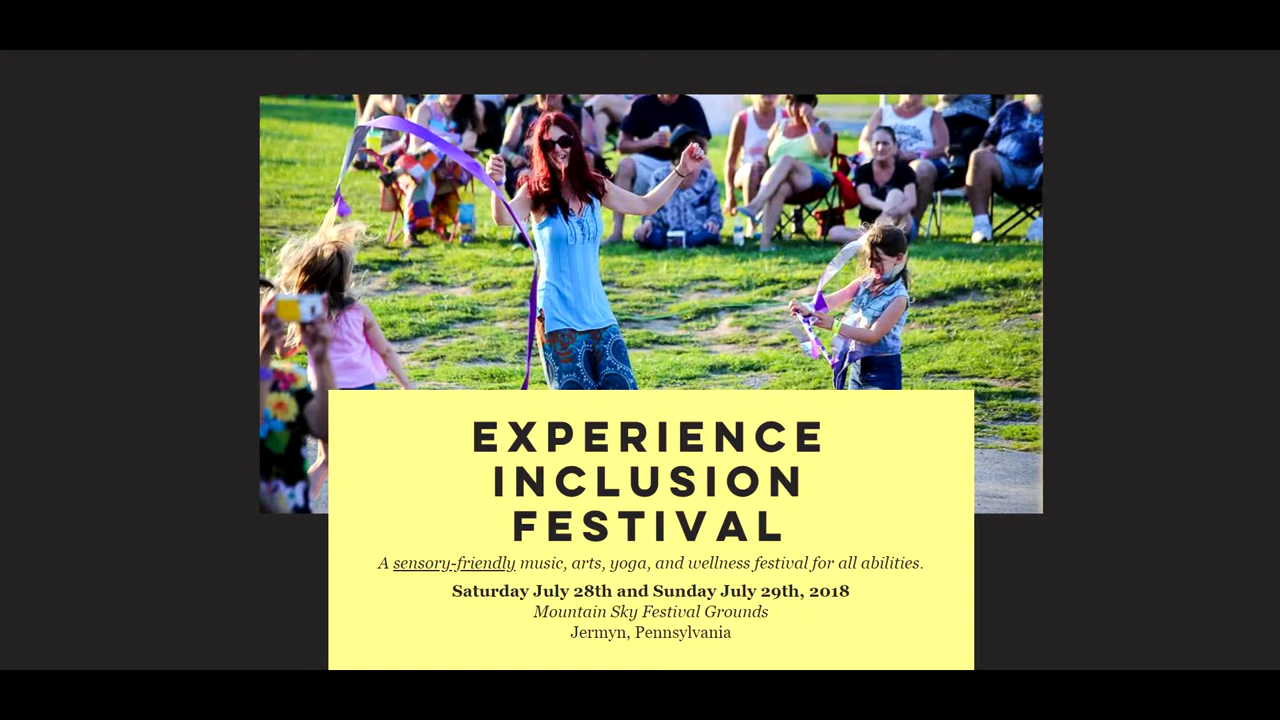 EXPERIENCE
INCLUSION
FESTIVAL
A sensory-friendly music, arts, yoga, and wellness festival for all abilities.
Saturday July 28th and Sunday July 29th, 2018
Mountain Sky Festival Grounds
Jermyn, Pennsylvania